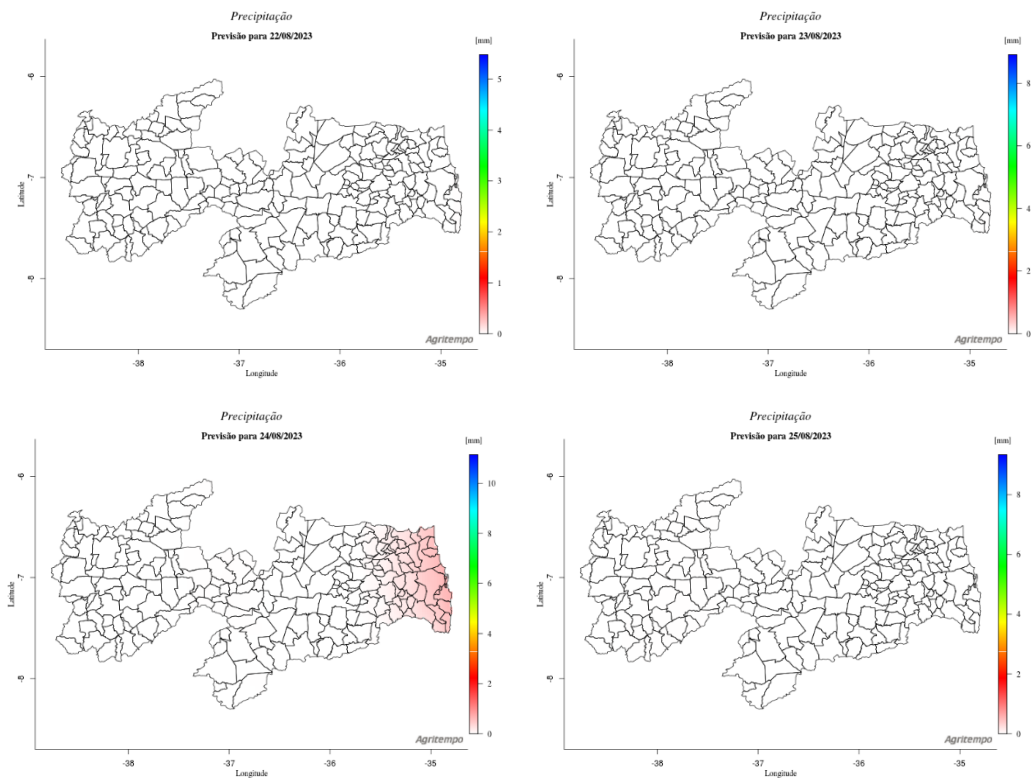 Precipitação
Previsão para 22/08/2023
[mm]
5
4
3
2
1
0
-6
-7
-8
Latitude
-38
-37
-36
-35
Longitude
Agritempo
Precipitação
Previsão para 23/08/2023
[mm]
8
6
4
2
0
-6
-7
-8
Latitude
-38
-37
-36
-35
Longitude
Agritempo
Precipitação
Previsão para 24/08/2023
[mm]
10
8
6
4
2
0
-6
-7
-8
Latitude
-38
-37
-36
-35
Longitude
Agritempo
Precipitação
Previsão para 25/08/2023
[mm]
8
6
4
2
0
-6
-7
-8
Latitude
-38
-37
-36
-35
Longitude
Agritempo